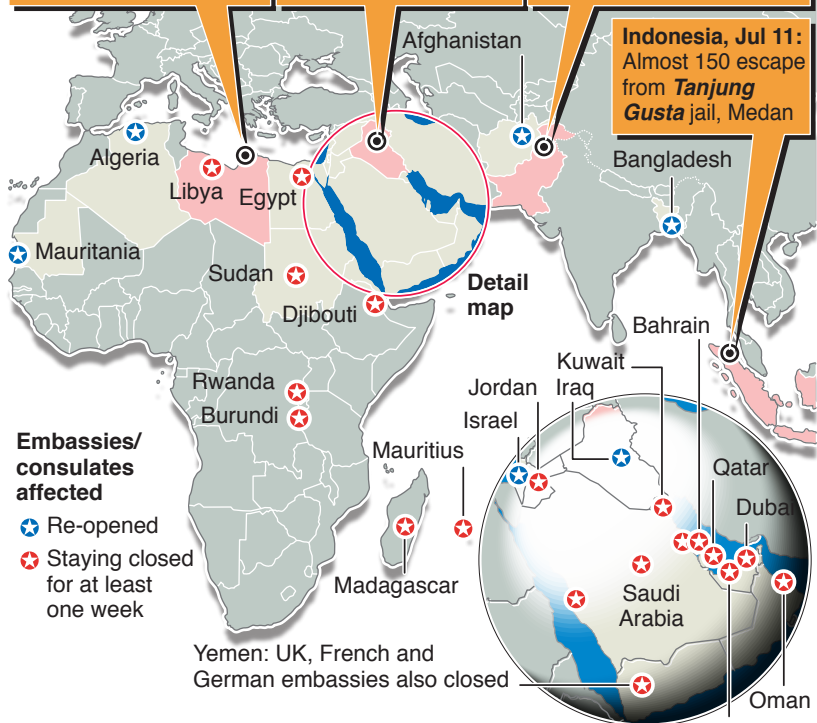 Indonesia, Jul 11:
Almost 150 escape
from Tanjung
Gusta jail, Medan
Afghanistan
Algeria
Libya
Egypt
Bangladesh
Mauritania
Sudan
Djibouti
Detail
map
Bahrain
Kuwait
Iraq
Jordan
Israel
Rwanda
Burundi
Mauritius
Qatar
Dubai
Embassies/
consulates
affected
Re-opened
Staying closed
for at least
one week
Madagascar
Saudi
Arabia
Yemen: UK, French and
German embassies also closed
Oman